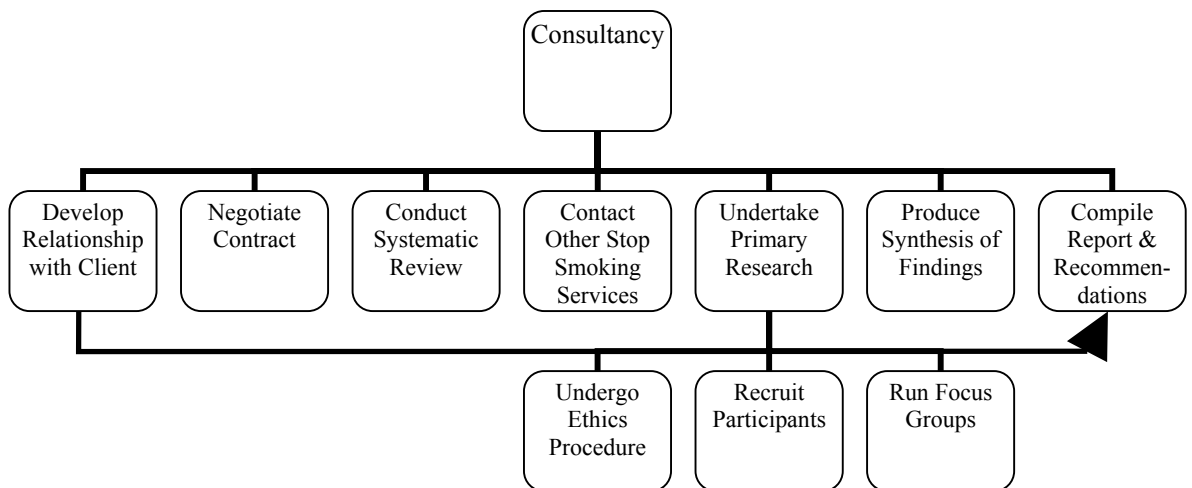 Consultancy
Develop
Relationship
with Client
Negotiate
Contract
Conduct
Systematic
Review
Contact
Other Stop
Smoking
Services
Undertake
Primary
Research
Produce
Synthesis of
Findings
Compile
Report &
Recommen-
dations
Undergo
Ethics
Procedure
Recruit
Participants
Run Focus
Groups